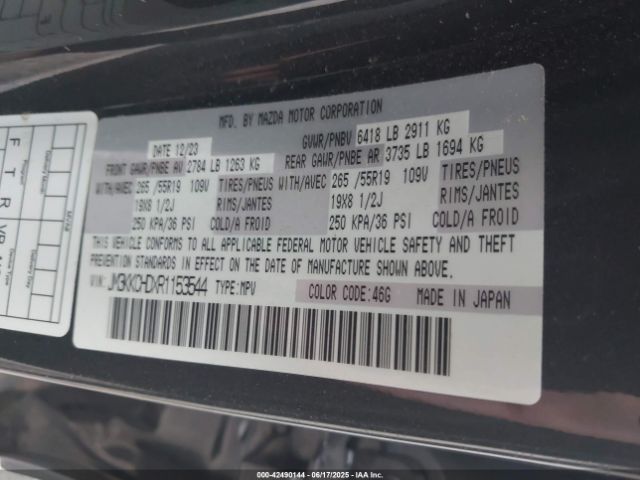 MFD. BY MAZDA MOTOR CORPORATION
DATE 12/23 GVWR/PNBV 6418 LB 2911 KG
FRONT GAWR/PNBE AV 2784 LB 1263 KG REAR GAWR/PNBE AR 3735 LB 1694 KG
WITH/AVEC 265 /55R19 109V TIRES/PNEUS WITH/AVEC 265 /55R19 109V TIRES/PNEUS
19X8 1/2J RIMS/JANTES 19X8 1/2J RIMS/JANTES
250 KPA/36 PSI COLD/A FROID 250 KPA/36 PSI COLD/A FROID
THIS VEHICLE CONFORMS TO ALL APPLICABLE FEDERAL MOTOR VEHICLE SAFETY AND THEFT
PREVENTION STANDARDS IN EFFECT ON THE DATE OF MANUFACTURE SHOWN ABOVE.
VIN: JM3KKCHDXR1153544 TYPE:MPV COLOR CODE:46G MADE IN JAPAN
F T R
000-42490144 - 06/17/2025 - IAA Inc.